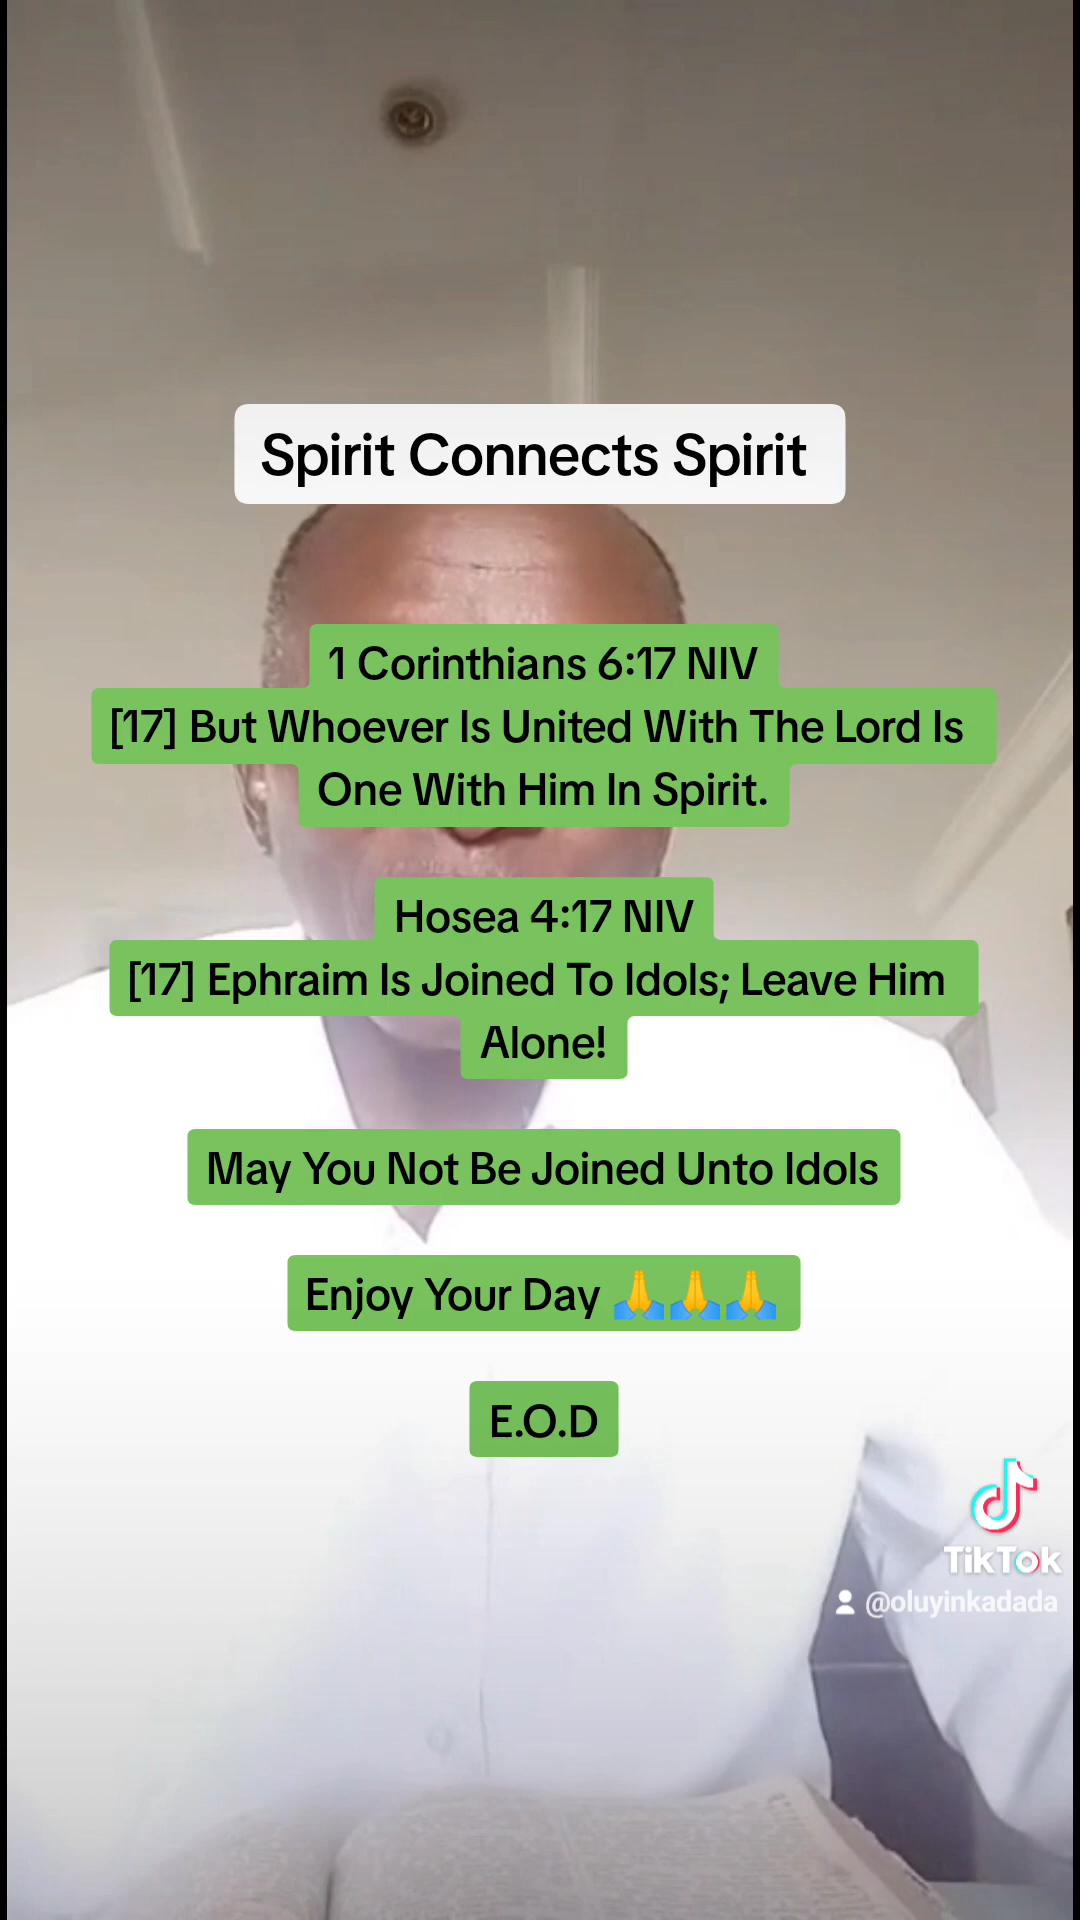 Spirit Connects Spirit
1 Corinthians 6:17 NIV
[17] But Whoever Is United With The Lord Is
One With Him In Spirit.
Hosea 4:17 NIV
[17] Ephraim Is Joined To Idols; Leave Him
Alone!
May You Not Be Joined Unto Idols
Enjoy Your Day 🙏🙏🙏
E.O.D
TikTok
@oluyinkadada